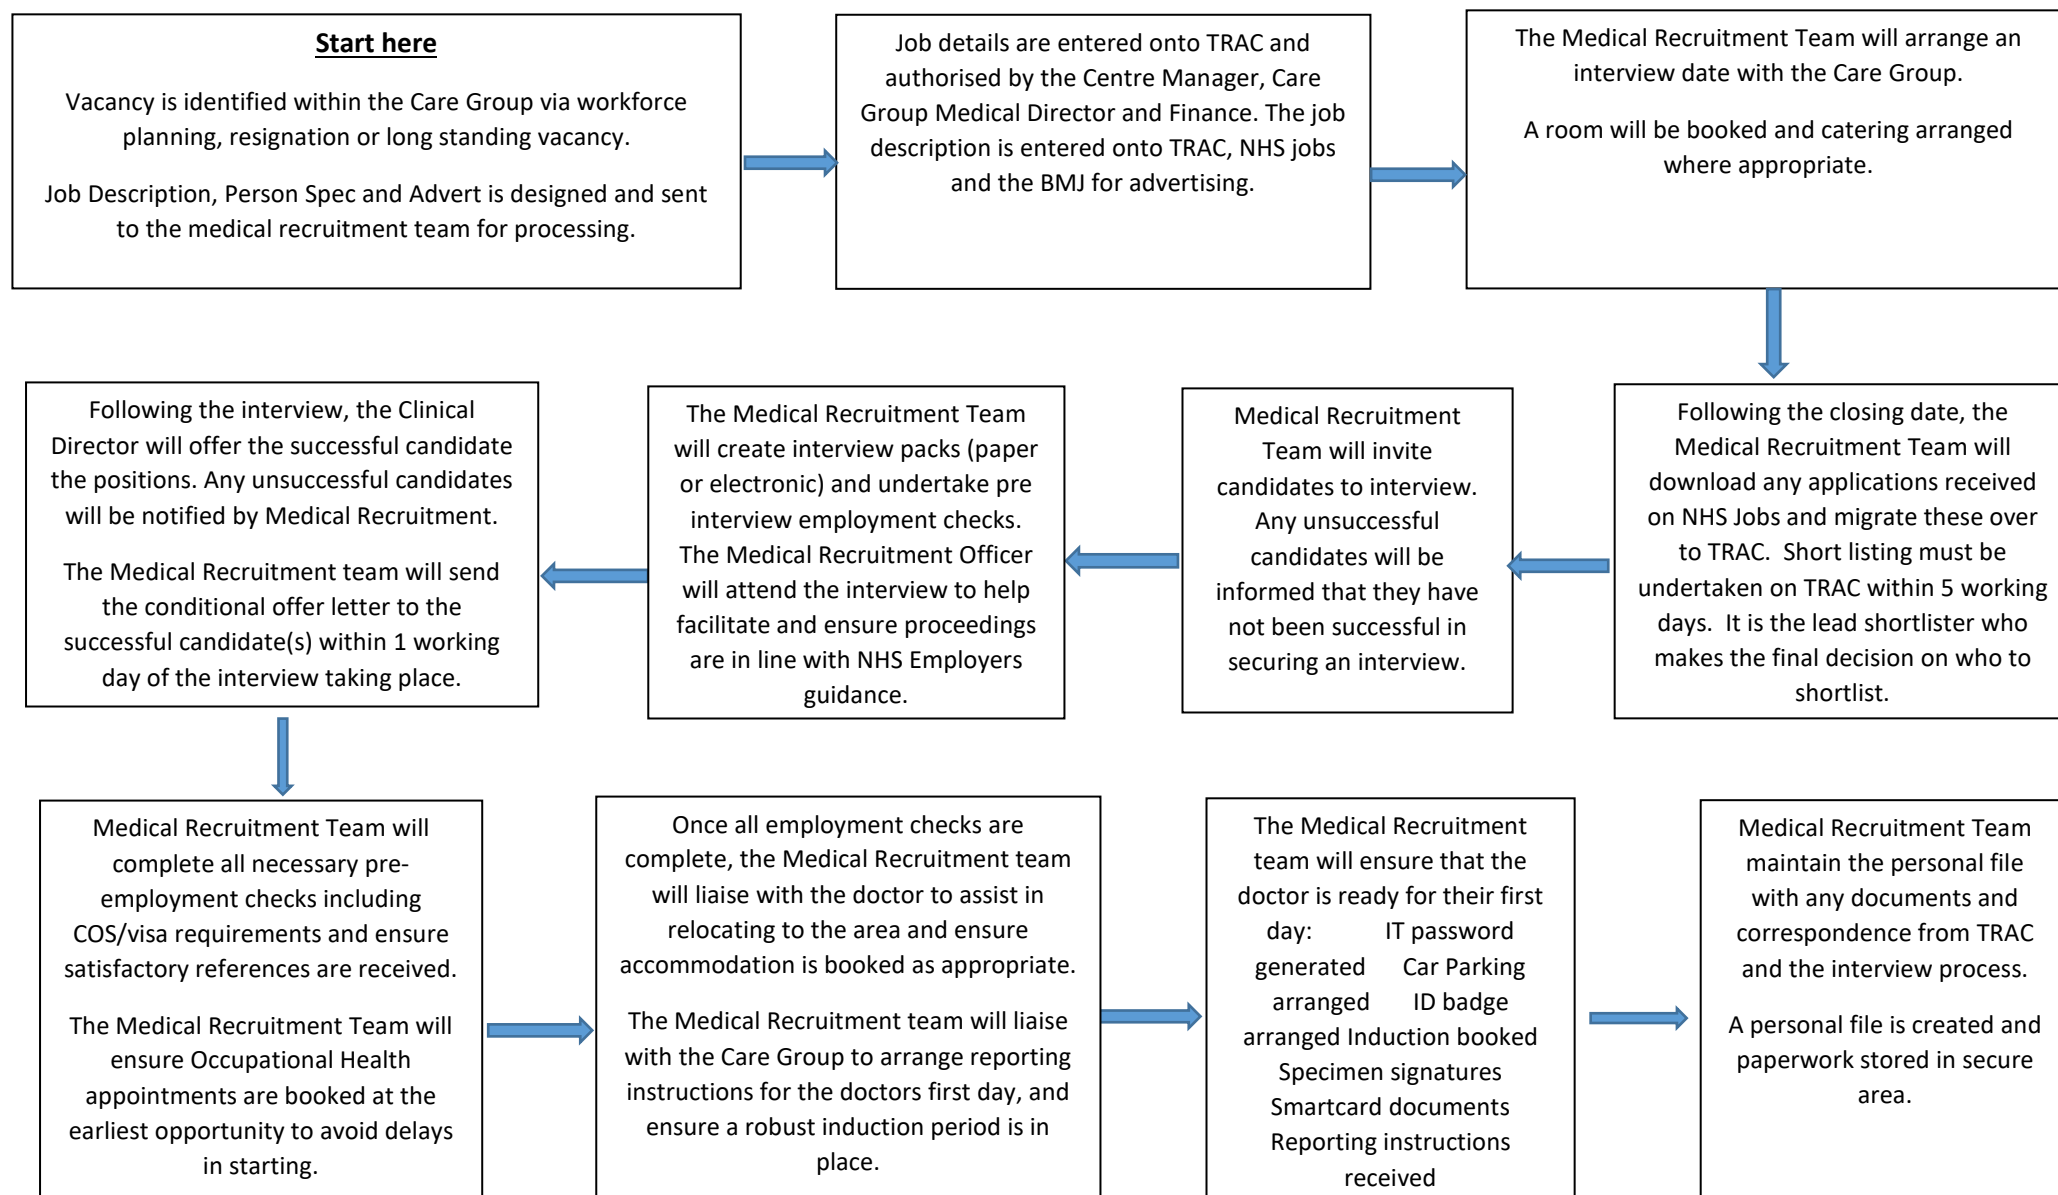 Start here
Vacancy is identified within the Care Group via workforce
planning, resignation or long standing vacancy.
Job Description, Person Spec and Advert is designed and sent
to the medical recruitment team for processing.
Job details are entered onto TRAC and
authorised by the Centre Manager, Care
Group Medical Director and Finance. The job
description is entered onto TRAC, NHS jobs
and the BMJ for advertising.
The Medical Recruitment Team will arrange an
interview date with the Care Group.
A room will be booked and catering arranged
where appropriate.
Following the closing date, the
Medical Recruitment Team will
download any applications received
on NHS Jobs and migrate these over
to TRAC.  Short listing must be
undertaken on TRAC within 5 working
days.  It is the lead shortlister who
makes the final decision on who to
shortlist.
Medical Recruitment
Team will invite
candidates to interview.
Any unsuccessful
candidates will be
informed that they have
not been successful in
securing an interview.
The Medical Recruitment Team
will create interview packs (paper
or electronic) and undertake pre
interview employment checks.
The Medical Recruitment Officer
will attend the interview to help
facilitate and ensure proceedings
are in line with NHS Employers
guidance.
Following the interview, the Clinical
Director will offer the successful candidate
the positions. Any unsuccessful candidates
will be notified by Medical Recruitment.
The Medical Recruitment team will send
the conditional offer letter to the
successful candidate(s) within 1 working
day of the interview taking place.
Medical Recruitment Team will
complete all necessary pre-
employment checks including
COS/visa requirements and ensure
satisfactory references are received.
The Medical Recruitment Team will
ensure Occupational Health
appointments are booked at the
earliest opportunity to avoid delays
in starting.
Once all employment checks are
complete, the Medical Recruitment team
will liaise with the doctor to assist in
relocating to the area and ensure
accommodation is booked as appropriate.
The Medical Recruitment team will liaise
with the Care Group to arrange reporting
instructions for the doctors first day, and
ensure a robust induction period is in
place.
The Medical Recruitment
team will ensure that the
doctor is ready for their first
day: IT password
generated Car Parking
arranged ID badge
arranged Induction booked
Specimen signatures
Smartcard documents
Reporting instructions
received
Medical Recruitment Team
maintain the personal file
with any documents and
correspondence from TRAC
and the interview process.
A personal file is created and
paperwork stored in secure
area.